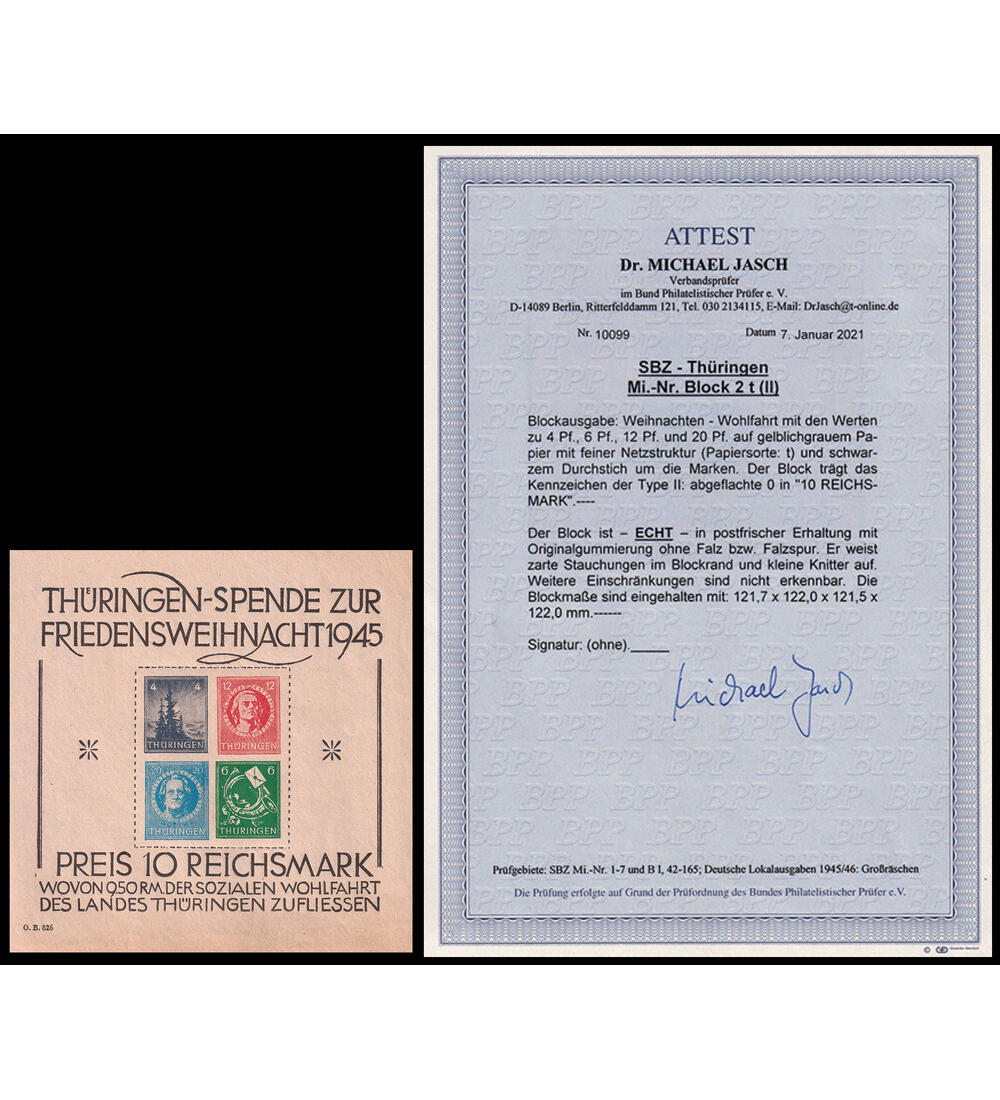 THÜRINGEN-SPENDE ZUR
FRIEDENSWEIHNACHT 1945
4 4
THÜRINGEN
12 12
THÜRINGEN
20 20
GOETHE
THÜRINGEN
6 6
THÜRINGEN
PREIS 10 REICHSMARK
WOVON 9.50 RM. DER SOZIALEN WOHLFAHRT
DES LANDES THÜRINGEN ZUFLIESSEN
O. B. 826
ATTEST
Dr. MICHAEL JASCH
Verbandsprüfer
im Bund Philatelistischer Prüfer e. V.
D-14089 Berlin, Ritterfelddamm 121, Tel. 030 2134115, E-Mail: DrJasch@t-online.de
Nr. 10099 Datum 7. Januar 2021
SBZ - Thüringen
Mi.-Nr. Block 2 t (II)
Blockausgabe: Weihnachten - Wohlfahrt mit den Werten
zu 4 Pf., 6 Pf., 12 Pf. und 20 Pf. auf gelblichgrauem Pa-
pier mit feiner Netzstruktur (Papiersorte: t) und schwar-
zem Durchstich um die Marken. Der Block trägt das
Kennzeichen der Type II: abgeflachte 0 in "10 REICHS-
MARK".----
Der Block ist – ECHT – in postfrischer Erhaltung mit
Originalgummierung ohne Falz bzw. Falzspur. Er weist
zarte Stauchungen im Blockrand und kleine Knitter auf.
Weitere Einschränkungen sind nicht erkennbar. Die
Blockmaße sind eingehalten mit: 121,7 x 122,0 x 121,5 x
122,0 mm.------
Signatur: (ohne).
Michael Jasch
Prüfgebiete: SBZ Mi.-Nr. 1-7 und B I, 42-165; Deutsche Lokalausgaben 1945/46: Großräschen
Die Prüfung erfolgte auf Grund der Prüfordnung des Bundes Philatelistischer Prüfer e.V.